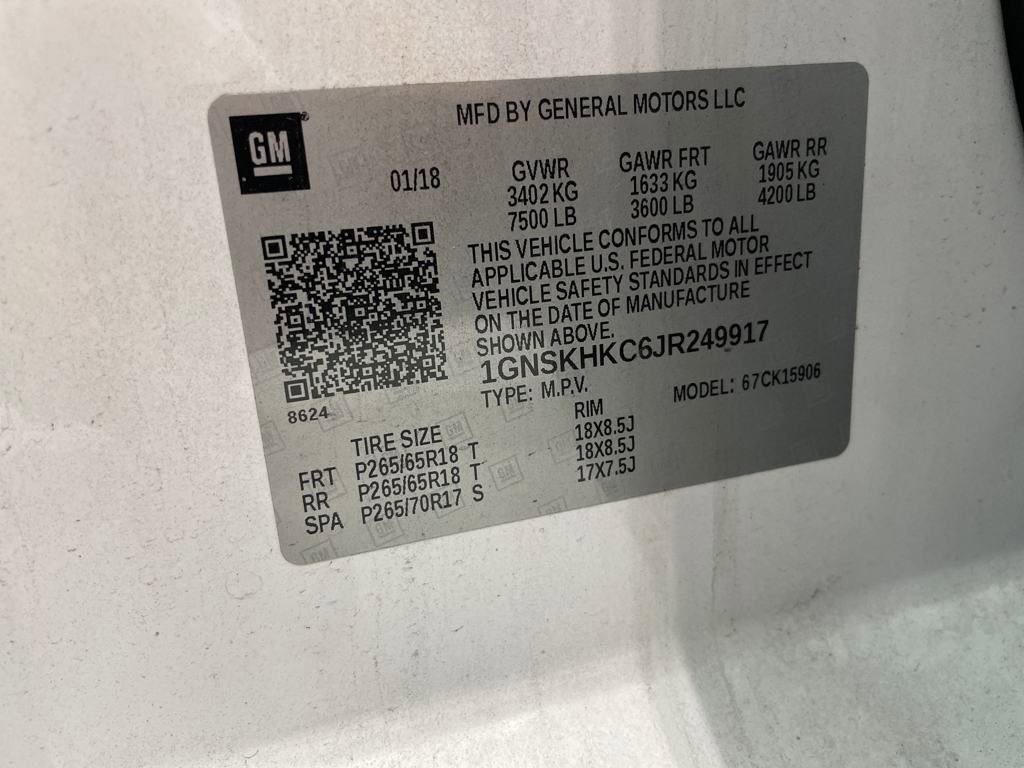 GM
MFD BY GENERAL MOTORS LLC
01/18
GVWR GAWR FRT GAWR RR
3402 KG 1633 KG 1905 KG
7500 LB 3600 LB 4200 LB
THIS VEHICLE CONFORMS TO ALL
APPLICABLE U.S. FEDERAL MOTOR
VEHICLE SAFETY STANDARDS IN EFFECT
ON THE DATE OF MANUFACTURE
SHOWN ABOVE.
1GNSKHKC6JR249917
TYPE: M.P.V. MODEL: 67CK15906
8624
TIRE SIZE RIM
FRT P265/65R18 T 18X8.5J
RR P265/65R18 T 18X8.5J
SPA P265/70R17 S 17X7.5J